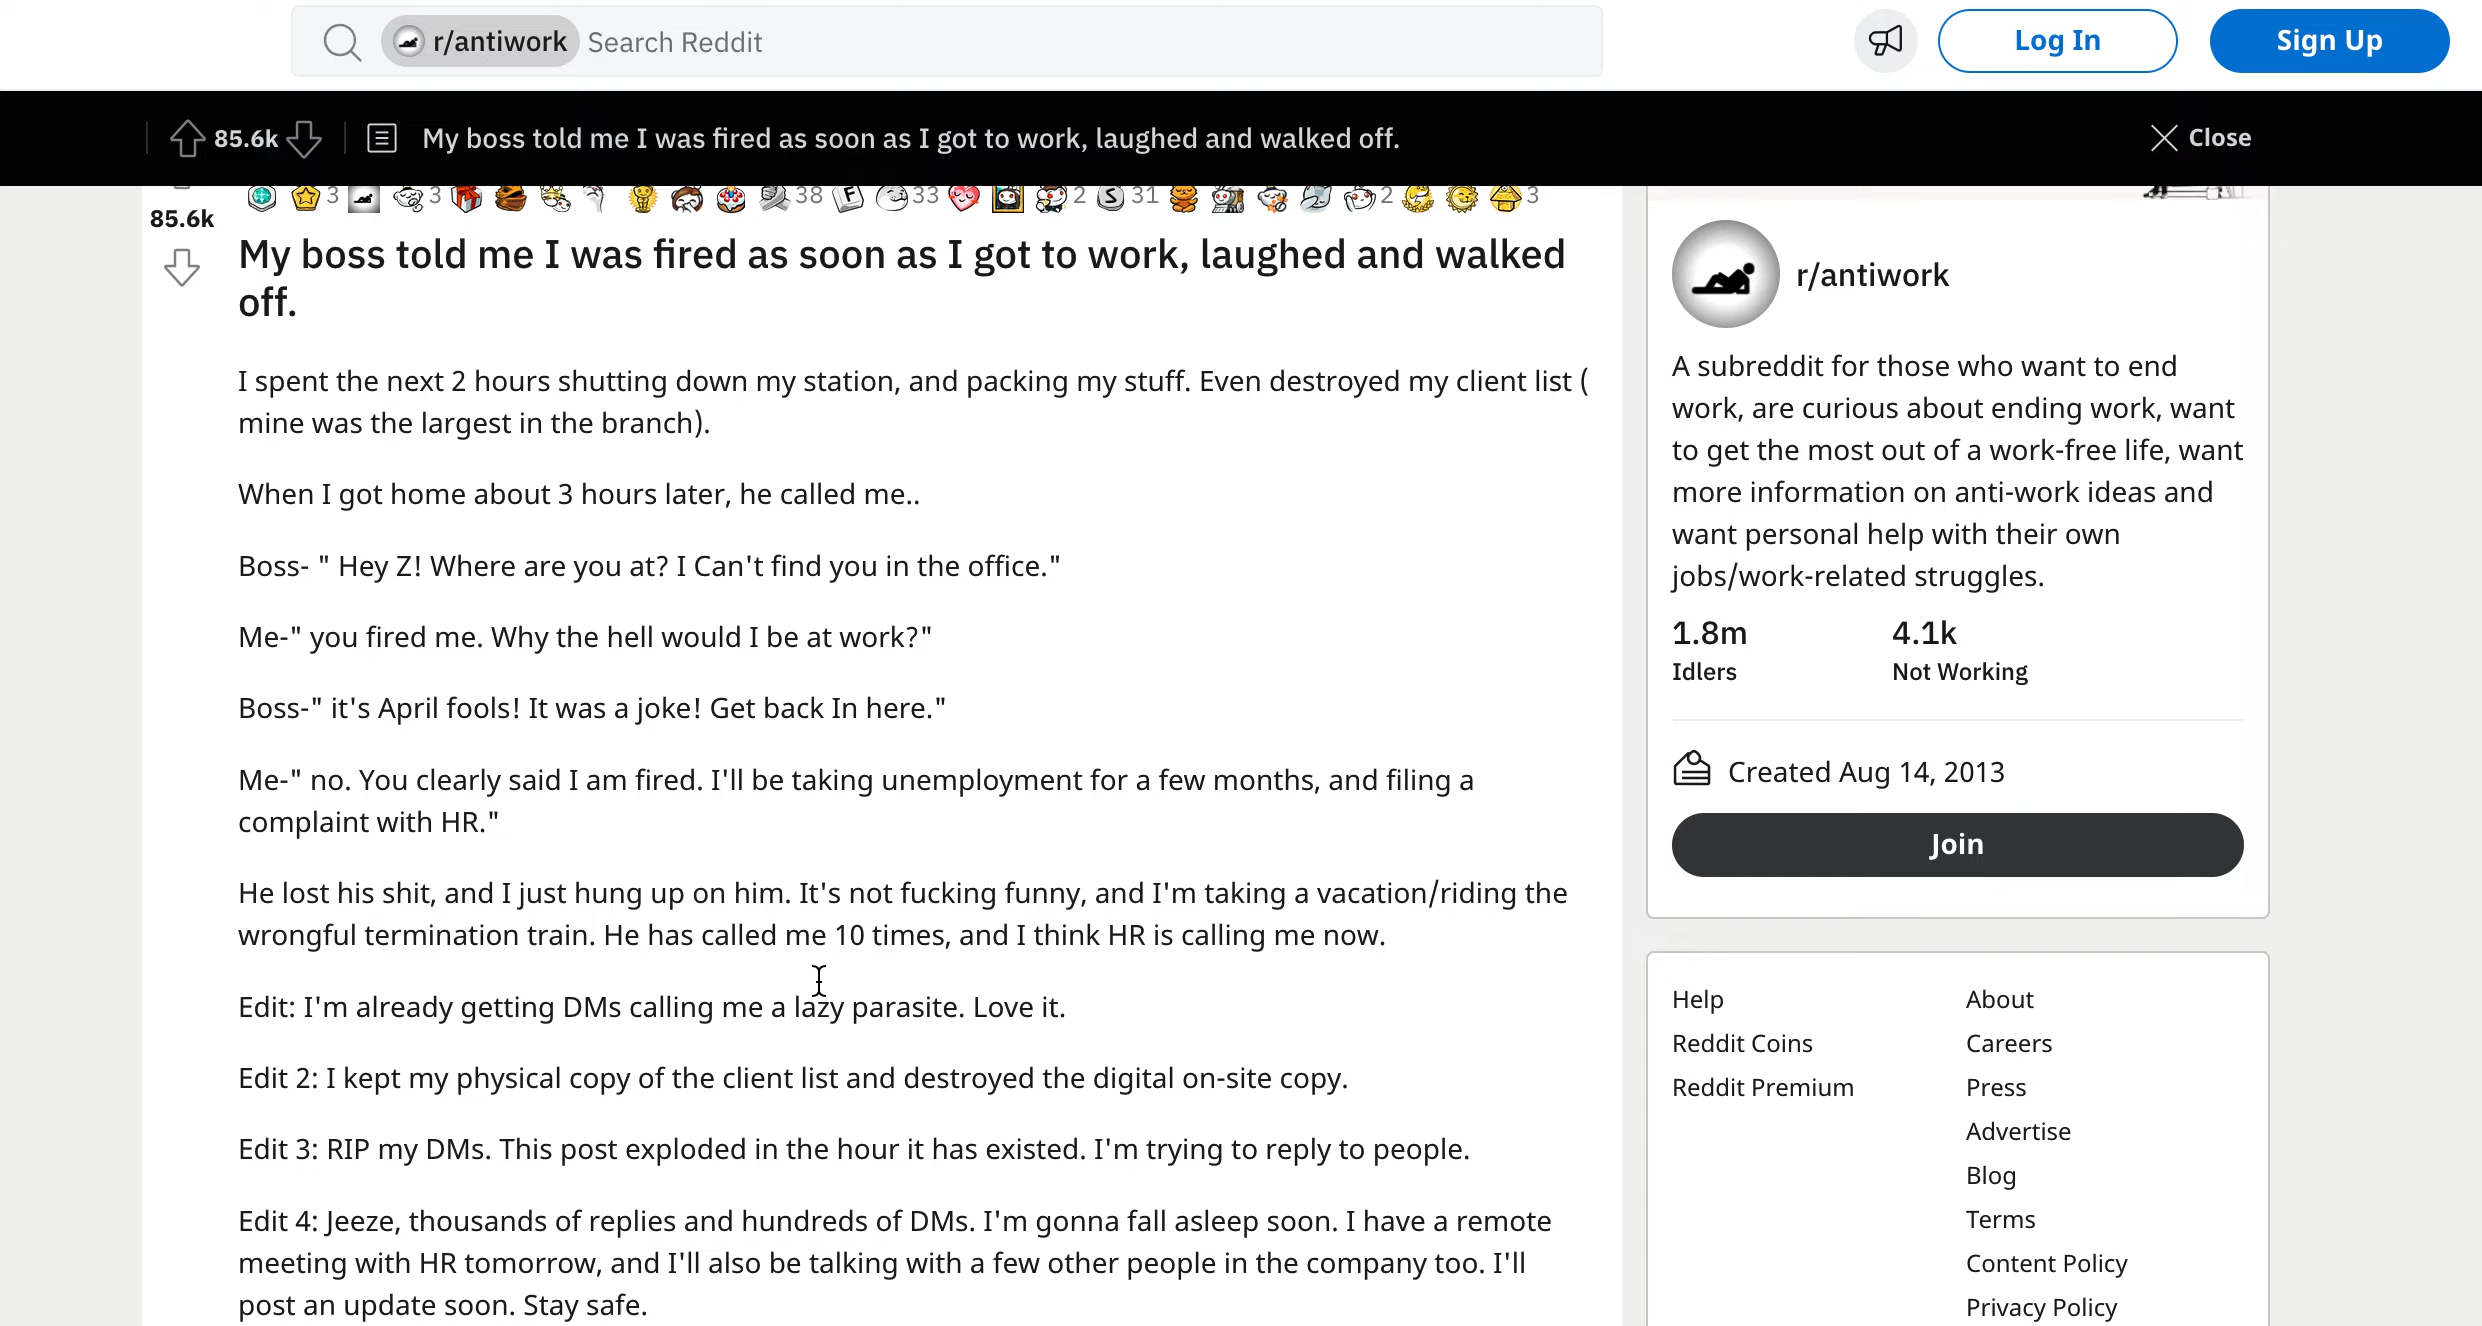 r/antiwork Search Reddit
Log In
Sign Up
85.6k
My boss told me I was fired as soon as I got to work, laughed and walked off.
Close
85.6k
3
3
38
F
33
2
S
31
2
3
My boss told me I was fired as soon as I got to work, laughed and walked
off.
I spent the next 2 hours shutting down my station, and packing my stuff. Even destroyed my client list (
mine was the largest in the branch).
When I got home about 3 hours later, he called me..
Boss- " Hey Z! Where are you at? I Can't find you in the office."
Me-" you fired me. Why the hell would I be at work?"
Boss-" it's April fools! It was a joke! Get back In here."
Me-" no. You clearly said I am fired. I'll be taking unemployment for a few months, and filing a
complaint with HR."
He lost his shit, and I just hung up on him. It's not fucking funny, and I'm taking a vacation/riding the
wrongful termination train. He has called me 10 times, and I think HR is calling me now.
Edit: I'm already getting DMs calling me a lazy parasite. Love it.
Edit 2: I kept my physical copy of the client list and destroyed the digital on-site copy.
Edit 3: RIP my DMs. This post exploded in the hour it has existed. I'm trying to reply to people.
Edit 4: Jeeze, thousands of replies and hundreds of DMs. I'm gonna fall asleep soon. I have a remote
meeting with HR tomorrow, and I'll also be talking with a few other people in the company too. I'll
post an update soon. Stay safe.
r/antiwork
A subreddit for those who want to end
work, are curious about ending work, want
to get the most out of a work-free life, want
more information on anti-work ideas and
want personal help with their own
jobs/work-related struggles.
1.8m
Idlers
4.1k
Not Working
Created Aug 14, 2013
Join
Help
Reddit Coins
Reddit Premium
About
Careers
Press
Advertise
Blog
Terms
Content Policy
Privacy Policy